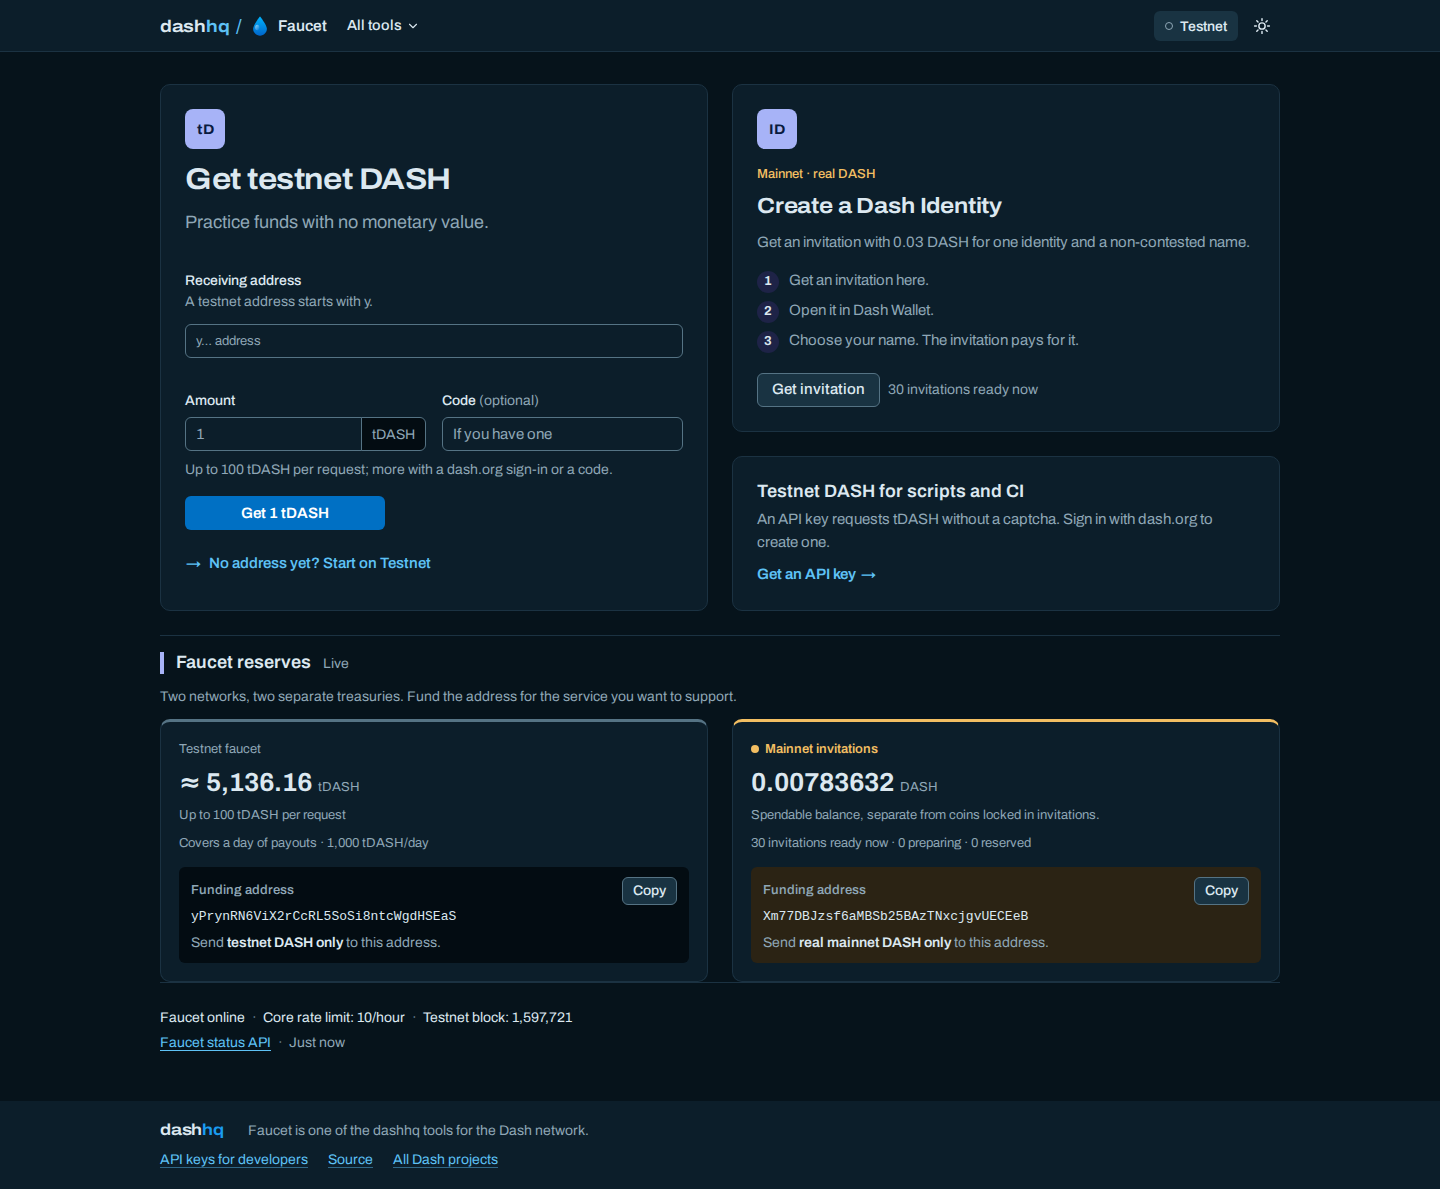 dashhq / Faucet All tools Testnet
tD
Get testnet DASH
Practice funds with no monetary value.
Receiving address
A testnet address starts with y.
y... address
Amount
1 tDASH
Code (optional)
If you have one
Up to 100 tDASH per request; more with a dash.org sign-in or a code.
Get 1 tDASH
→ No address yet? Start on Testnet
ID
Mainnet · real DASH
Create a Dash Identity
Get an invitation with 0.03 DASH for one identity and a non-contested name.
1 Get an invitation here.
2 Open it in Dash Wallet.
3 Choose your name. The invitation pays for it.
Get invitation 30 invitations ready now
Testnet DASH for scripts and CI
An API key requests tDASH without a captcha. Sign in with dash.org to
create one.
Get an API key →
Faucet reserves Live
Two networks, two separate treasuries. Fund the address for the service you want to support.
Testnet faucet
≈ 5,136.16 tDASH
Up to 100 tDASH per request
Covers a day of payouts · 1,000 tDASH/day
Funding address Copy
yPrynRN6ViX2rCcRL5SoSi8ntcWgdHSEaS
Send testnet DASH only to this address.
Mainnet invitations
0.00783632 DASH
Spendable balance, separate from coins locked in invitations.
30 invitations ready now · 0 preparing · 0 reserved
Funding address Copy
Xm77DBJzsf6aMBSb25BAzTNxcjgvUECEeB
Send real mainnet DASH only to this address.
Faucet online · Core rate limit: 10/hour · Testnet block: 1,597,721
Faucet status API · Just now
dashhq Faucet is one of the dashhq tools for the Dash network.
API keys for developers Source All Dash projects